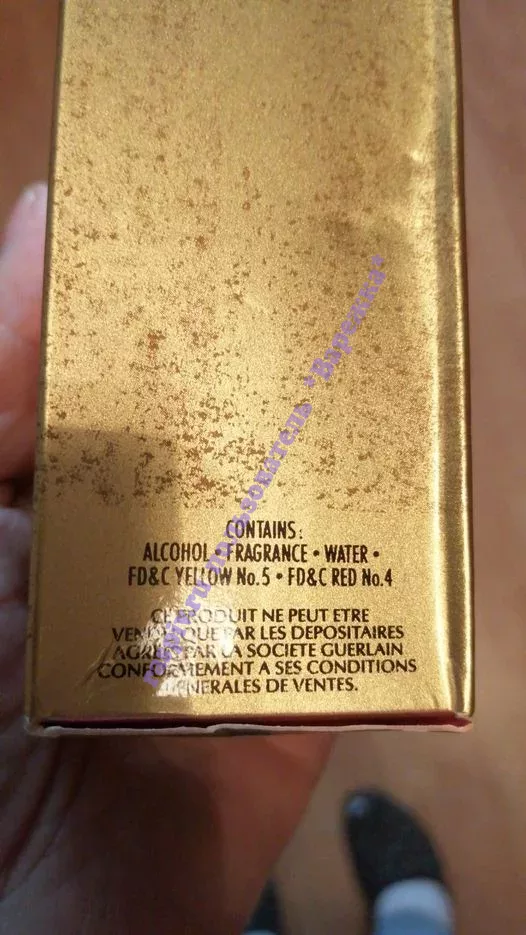 CONTAINS:
ALCOHOL • FRAGRANCE • WATER •
FD&C YELLOW No.5 • FD&C RED No.4
CE PRODUIT NE PEUT ETRE
VENDU QUE PAR LES DEPOSITAIRES
AGREES PAR LA SOCIETE GUERLAIN
CONFORMEMENT A SES CONDITIONS
GENERALES DE VENTES.
*Варежка*